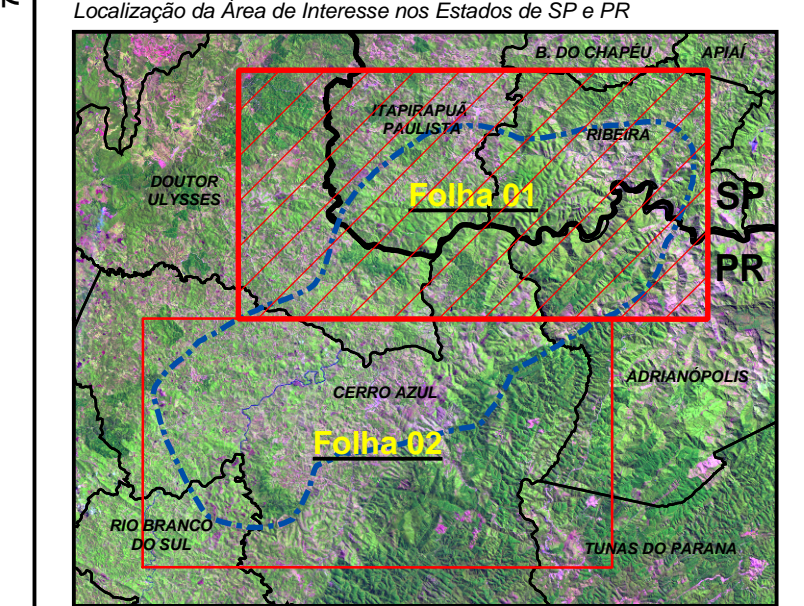 Localização da Área de Interesse nos Estados de SP e PR
B. DO CHAPÉU
APIAÍ
ITAPIRAPUÃ
PAULISTA
RIBEIRA
DOUTOR
ULYSSES
Folha 01
SP
PR
ADRIANÓPOLIS
CERRO AZUL
Folha 02
RIO BRANCO
DO SUL
TUNAS DO PARANA